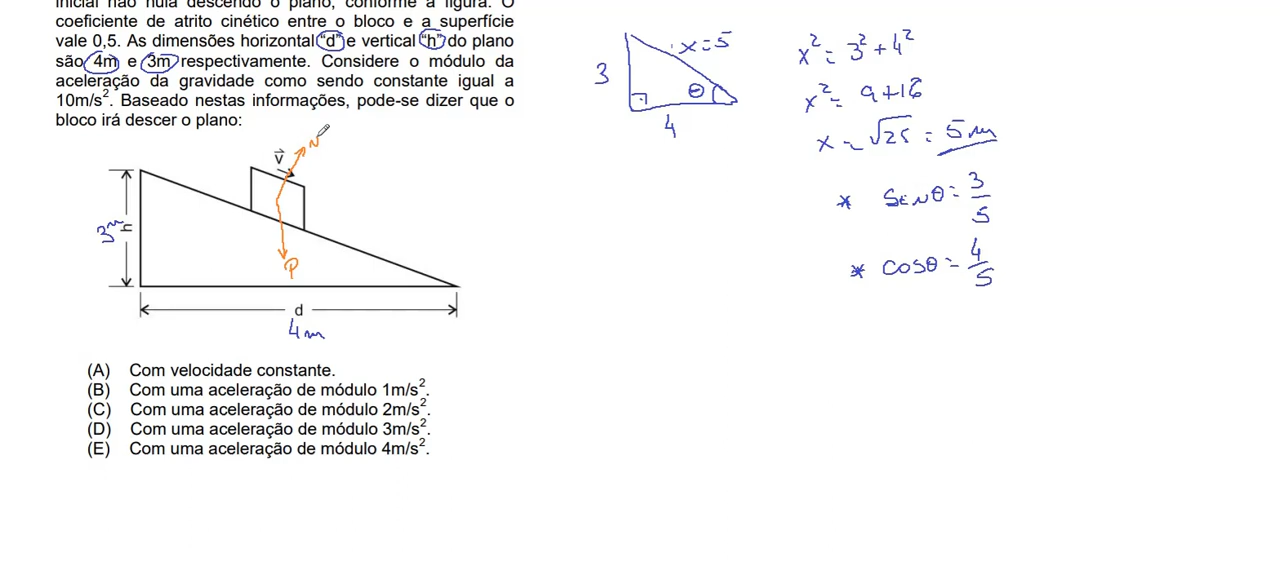 inicial não nula descendo o plano, conforme a figura. O
coeficiente de atrito cinético entre o bloco e a superfície
vale 0,5. As dimensões horizontal “d” e vertical “h” do plano
são 4m e 3m respectivamente. Considere o módulo da
aceleração da gravidade como sendo constante igual a
10m/s². Baseado nestas informações, pode-se dizer que o
bloco irá descer o plano:
N
V
3m
h
P
d
4m
(A) Com velocidade constante.
(B) Com uma aceleração de módulo 1m/s².
(C) Com uma aceleração de módulo 2m/s².
(D) Com uma aceleração de módulo 3m/s².
(E) Com uma aceleração de módulo 4m/s².
x=5
3
θ
4
x² = 3² + 4²
x² = 9+16
x = √25 = 5m
* SENθ = 3/5
* COSθ = 4/5